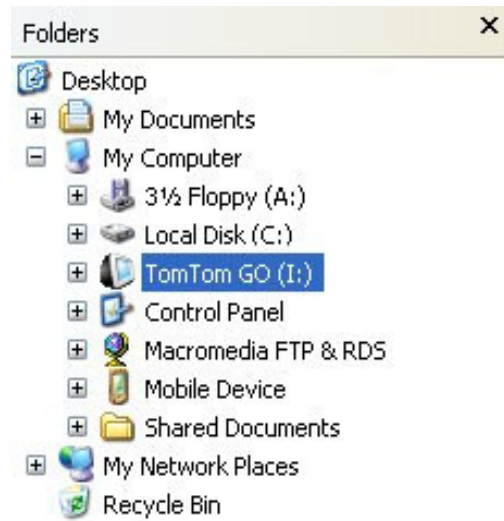 Folders
Desktop
My Documents
My Computer
3½ Floppy (A:)
Local Disk (C:)
TomTom GO (I:)
Control Panel
Macromedia FTP & RDS
Mobile Device
Shared Documents
My Network Places
Recycle Bin